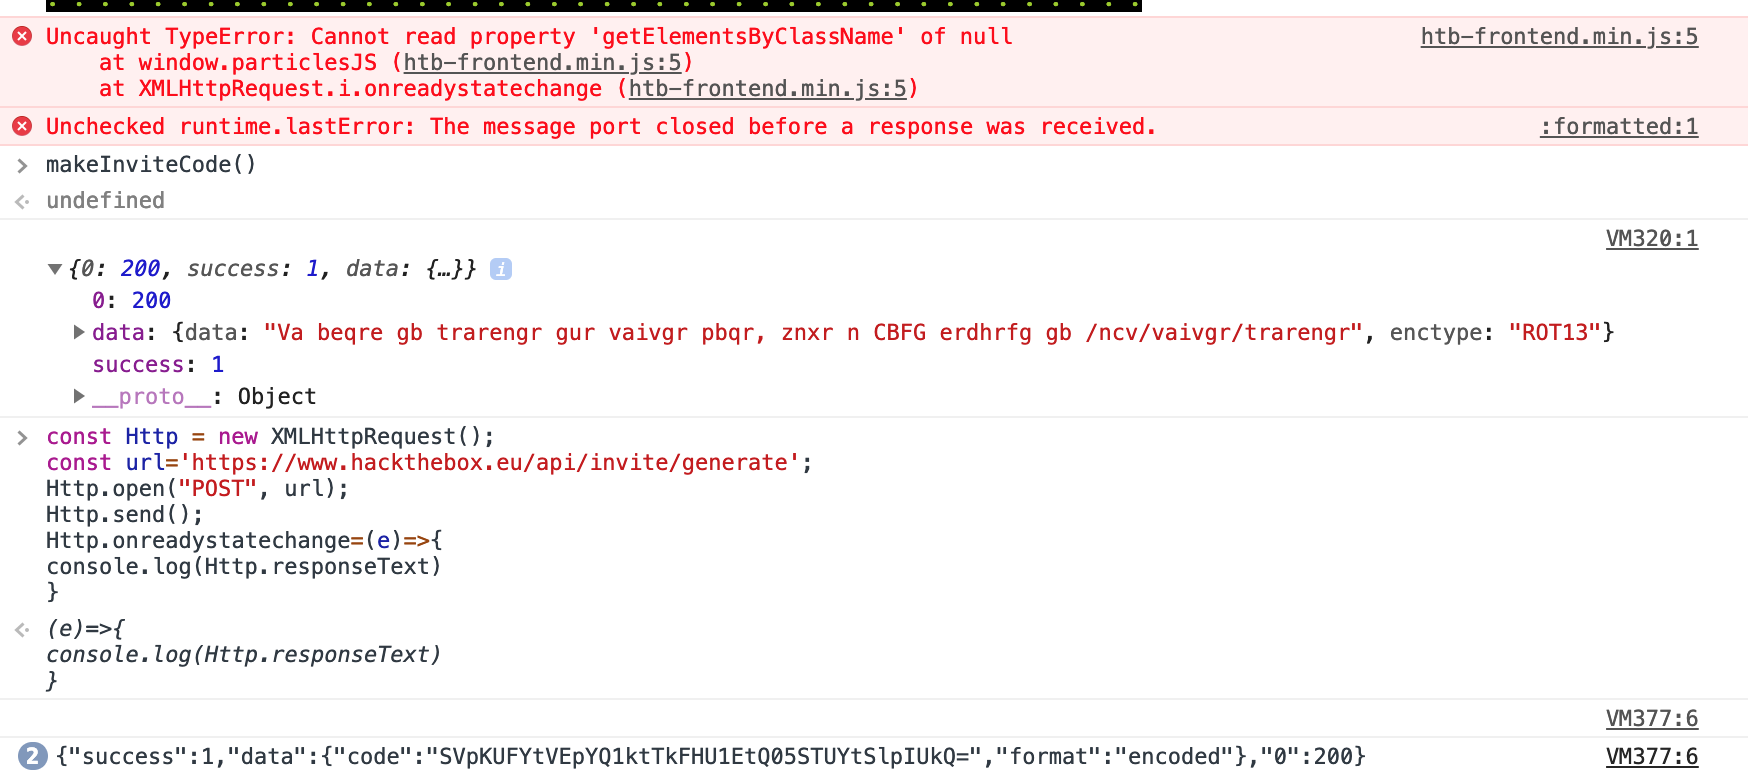 Uncaught TypeError: Cannot read property 'getElementsByClassName' of null htb-frontend.min.js:5
at window.particlesJS (htb-frontend.min.js:5)
at XMLHttpRequest.i.onreadystatechange (htb-frontend.min.js:5)
Unchecked runtime.lastError: The message port closed before a response was received. :formatted:1
> makeInviteCode()
undefined
VM320:1
{0: 200, success: 1, data: {…}} i
0: 200
data: {data: "Va beqre gb trarengr gur vaivgr pbqr, znxr n CBFG erdhrfg gb /ncv/vaivgr/trarengr", enctype: "ROT13"}
success: 1
__proto__: Object
> const Http = new XMLHttpRequest();
const url='https://www.hackthebox.eu/api/invite/generate';
Http.open("POST", url);
Http.send();
Http.onreadystatechange=(e)=>{
console.log(Http.responseText)
}
(e)=>{
console.log(Http.responseText)
}
VM377:6
2 {"success":1,"data":{"code":"SVpKUFYtVEpYQ1ktTkFHU1EtQ05STUYtSlpIUkQ=","format":"encoded"},"0":200} VM377:6